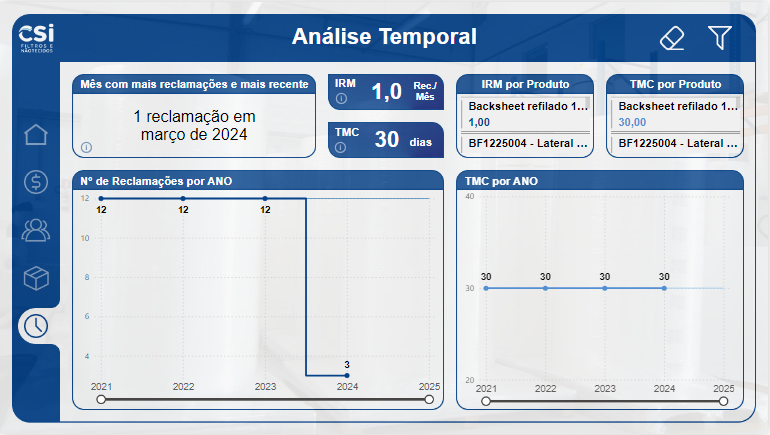 CSi
FILTROS E
NÃOTECIDOS
Análise Temporal
Mês com mais reclamações e mais recente
1 reclamação em
março de 2024
IRM
1,0
Rec./
Mês
TMC
30
dias
IRM por Produto
Backsheet refilado 1...
1,00
BF1225004 - Lateral ...
TMC por Produto
Backsheet refilado 1...
30,00
BF1225004 - Lateral ...
Nº de Reclamações por ANO
12
10
8
6
4
12
12
12
3
2021
2022
2023
2024
2025
TMC por ANO
40
30
20
30
30
30
30
2021
2022
2023
2024
2025